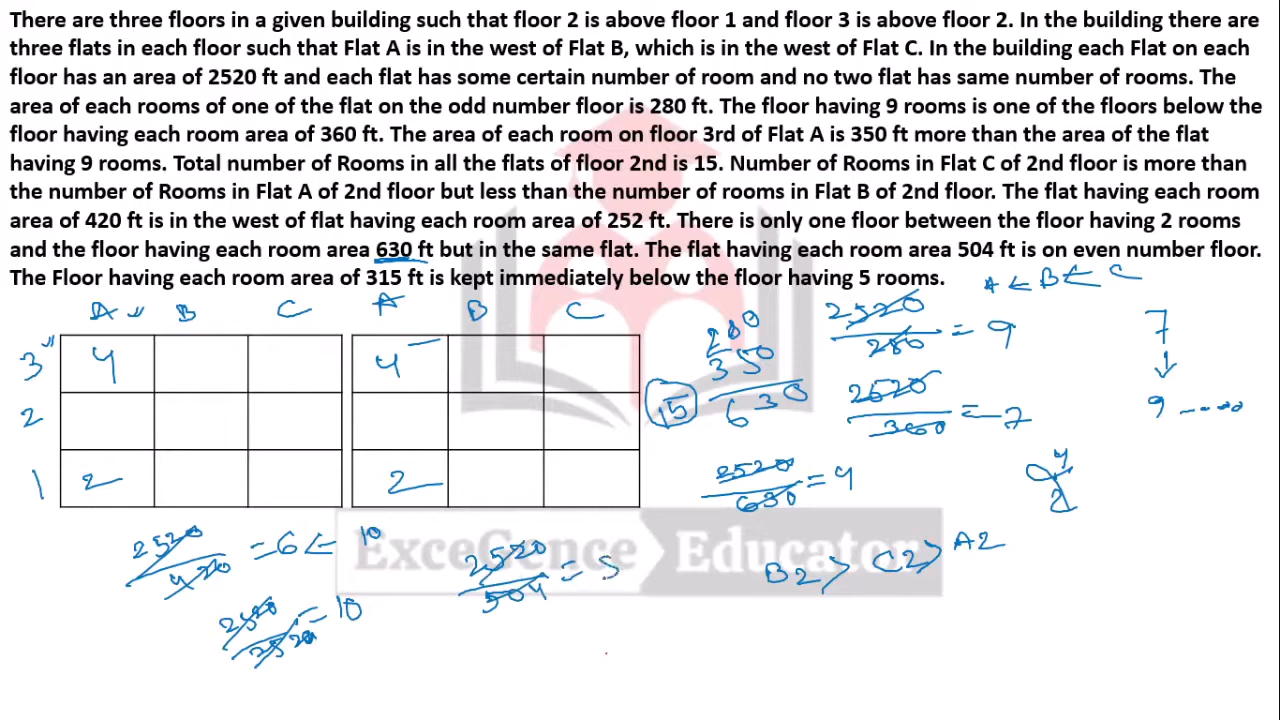 There are three floors in a given building such that floor 2 is above floor 1 and floor 3 is above floor 2. In the building there are
three flats in each floor such that Flat A is in the west of Flat B, which is in the west of Flat C. In the building each Flat on each
floor has an area of 2520 ft and each flat has some certain number of room and no two flat has same number of rooms. The
area of each rooms of one of the flat on the odd number floor is 280 ft. The floor having 9 rooms is one of the floors below the
floor having each room area of 360 ft. The area of each room on floor 3rd of Flat A is 350 ft more than the area of the flat
having 9 rooms. Total number of Rooms in all the flats of floor 2nd is 15. Number of Rooms in Flat C of 2nd floor is more than
the number of Rooms in Flat A of 2nd floor but less than the number of rooms in Flat B of 2nd floor. The flat having each room
area of 420 ft is in the west of flat having each room area of 252 ft. There is only one floor between the floor having 2 rooms
and the floor having each room area 630 ft but in the same flat. The flat having each room area 504 ft is on even number floor.
The Floor having each room area of 315 ft is kept immediately below the floor having 5 rooms.
A ← B ← C
A B C A B C
3 4 4
2
1 2 2
280
350
630
15
2520/280 = 9
2520/360 = 7
2520/630 = 4
7
↓
9
4
2
2520/420 = 6 ← 10
= 10
2520/504 = 5
B2 > C2 > A2
ExceGence Educator